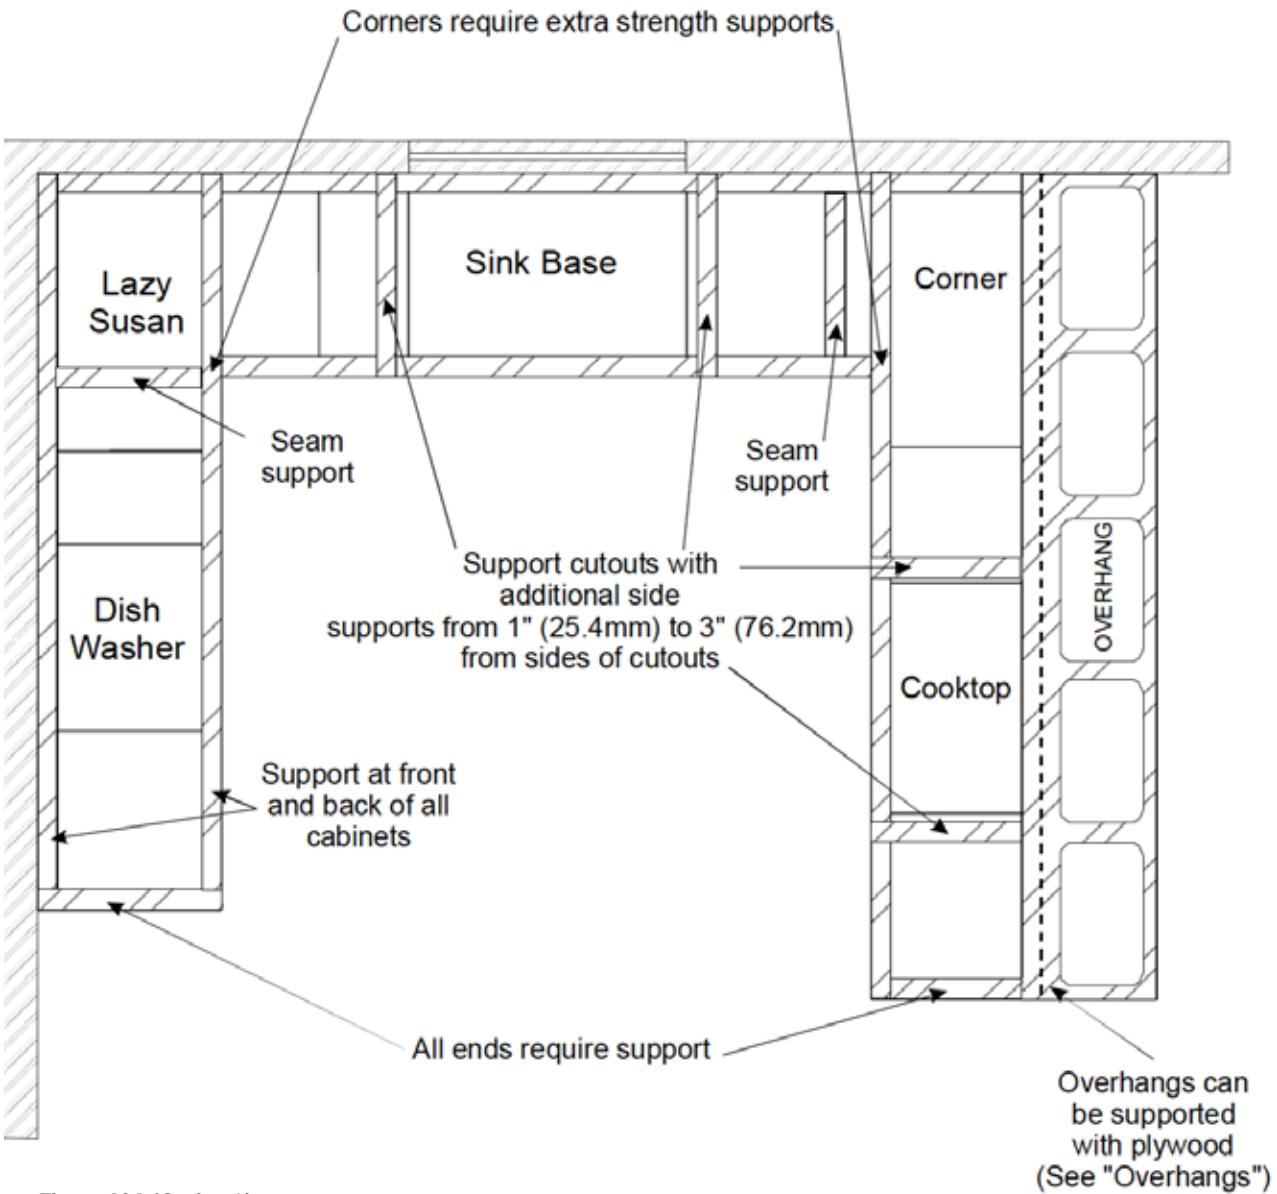 Corners require extra strength supports
Lazy
Susan
Sink Base
Corner
Seam
support
Seam
support
Support cutouts with
additional side
supports from 1" (25.4mm) to 3" (76.2mm)
from sides of cutouts
OVERHANG
Dish
Washer
Cooktop
Support at front
and back of all
cabinets
All ends require support
Overhangs can
be supported
with plywood
(See "Overhangs")